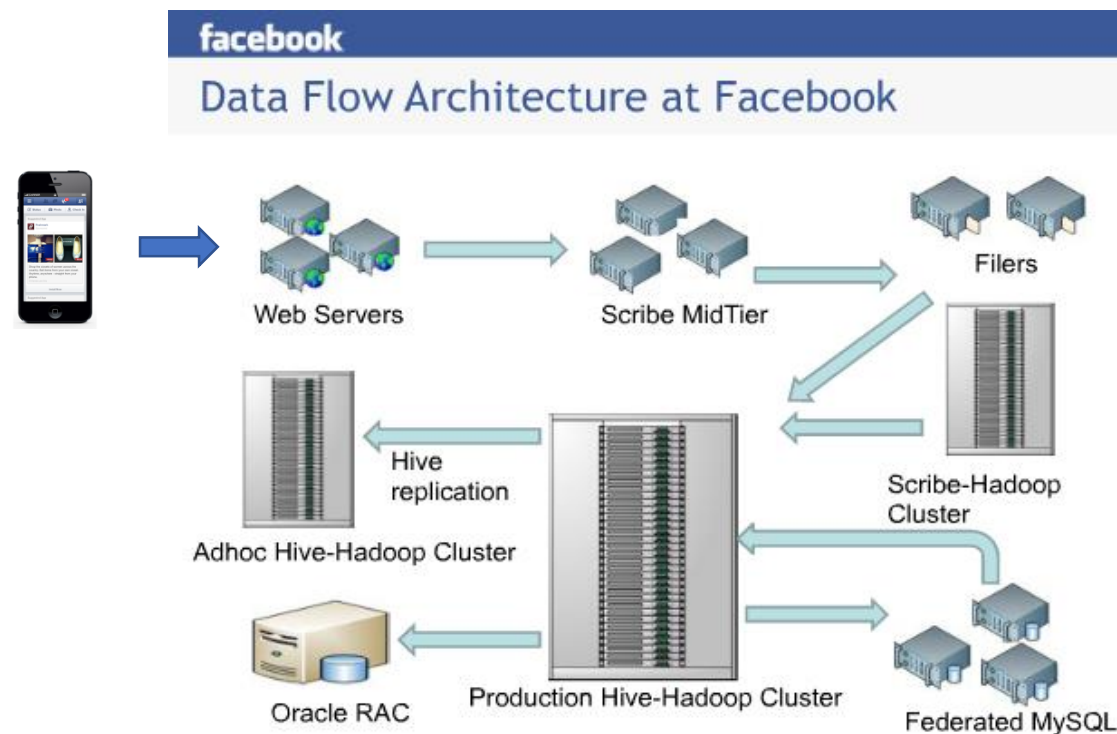 facebook
Data Flow Architecture at Facebook
Web Servers
Scribe MidTier
Filers
Hive
replication
Scribe-Hadoop
Cluster
Adhoc Hive-Hadoop Cluster
Production Hive-Hadoop Cluster
Oracle RAC
Federated MySQL